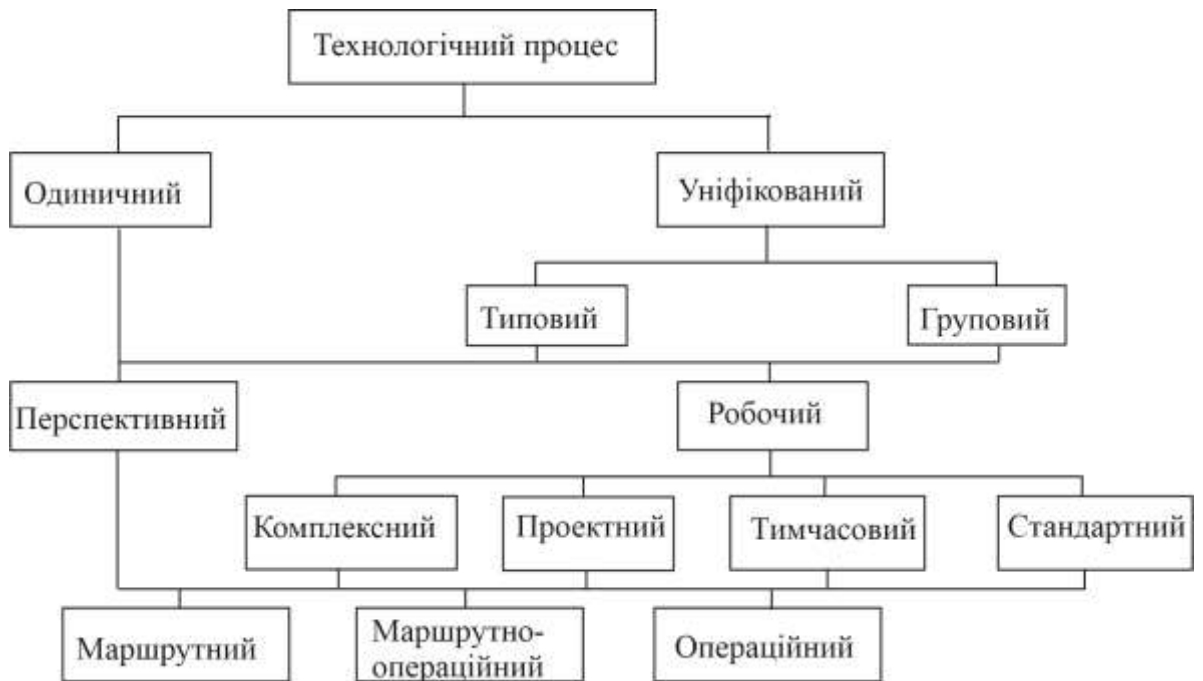 Технологічний процес
Одиничний
Уніфікований
Типовий
Груповий
Перспективний
Робочий
Комплексний
Проектний
Тимчасовий
Стандартний
Маршрутний
Маршрутно-
операційний
Операційний